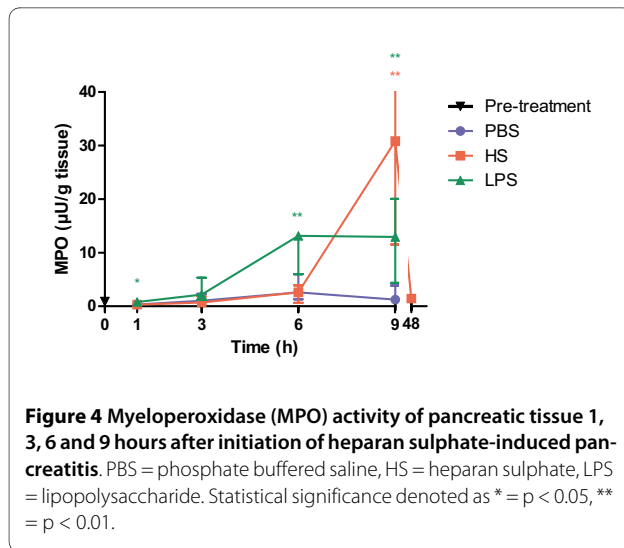 **
**
40
Pre-treatment
PBS
30
HS
LPS
MPO (µU/g tissue)
20
**
10
*
0
0 1 3 6 9 48
Time (h)
Figure 4 Myeloperoxidase (MPO) activity of pancreatic tissue 1,
3, 6 and 9 hours after initiation of heparan sulphate-induced pan-
creatitis. PBS = phosphate buffered saline, HS = heparan sulphate, LPS
= lipopolysaccharide. Statistical significance denoted as * = p < 0.05, **
= p < 0.01.